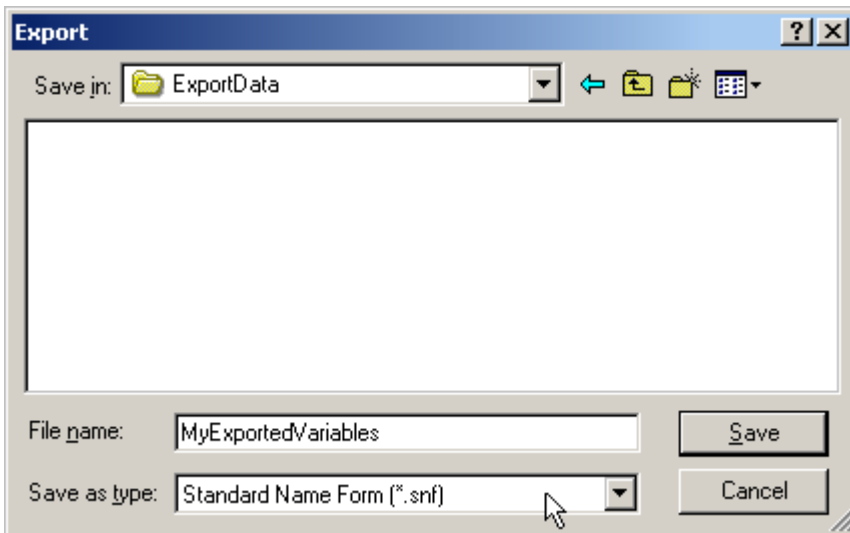 Export
Save in: ExportData
File name: MyExportedVariables Save
Save as type: Standard Name Form (*.snf) Cancel